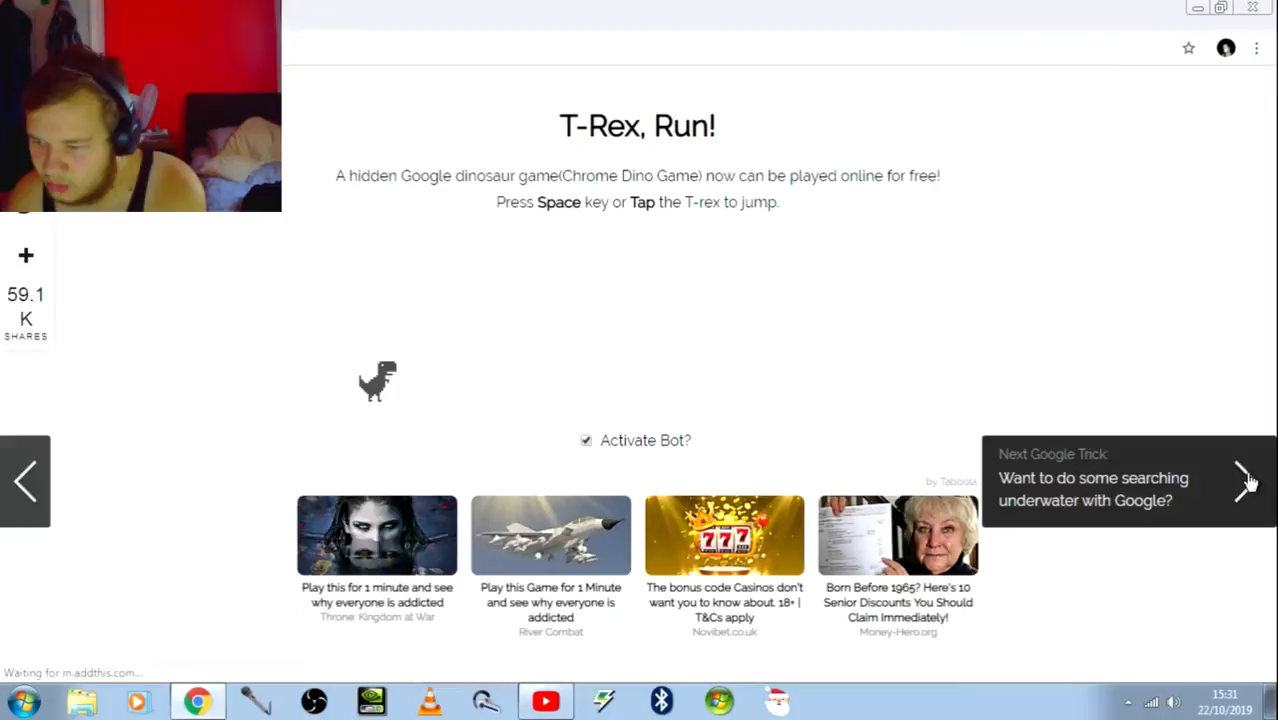 T-Rex, Run!
A hidden Google dinosaur game(Chrome Dino Game) now can be played online for free!
Press Space key or Tap the T-rex to jump.
+
59.1
K
SHARES
Activate Bot?
Next Google Trick:
Want to do some searching
underwater with Google?
by Taboola
777
Play this for 1 minute and see
why everyone is addicted
Throne: Kingdom at War
Play this Game for 1 Minute
and see why everyone is
addicted
River Combat
The bonus code Casinos don't
want you to know about. 18+ |
T&Cs apply
Novibet.co.uk
Born Before 1965? Here's 10
Senior Discounts You Should
Claim Immediately!
Money-Hero.org
Waiting for m.addthis.com...
15:31
22/10/2019